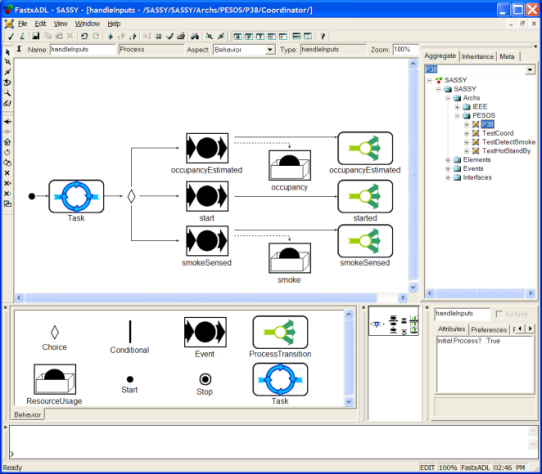 FastxADL - SASSY - [handleInputs - /SASSY/SASSY/Archs/PESOS/P38/Coordinator/]
File Edit View Window Help
Name: handleInputs Process Aspect Behavior Type: handleInputs Zoom: 100%
Aggregate Inheritance Meta
P38
SASSY
SASSY
Archs
IEEE
PESOS
P38
TestCoord
TestDetectSmoke
TestHotStandBy
Elements
Events
Interfaces
Task
occupancyEstimated
occupancy
occupancyEstimated
start
started
smokeSensed
smoke
smokeSensed
Choice
Conditional
Event
ProcessTransition
ResourceUsage
Start
Stop
Task
Behavior
handleInputs
Attributes Preferences
Initial Process? True
>
Ready
EDIT 100% FastxADL 02:46 PM